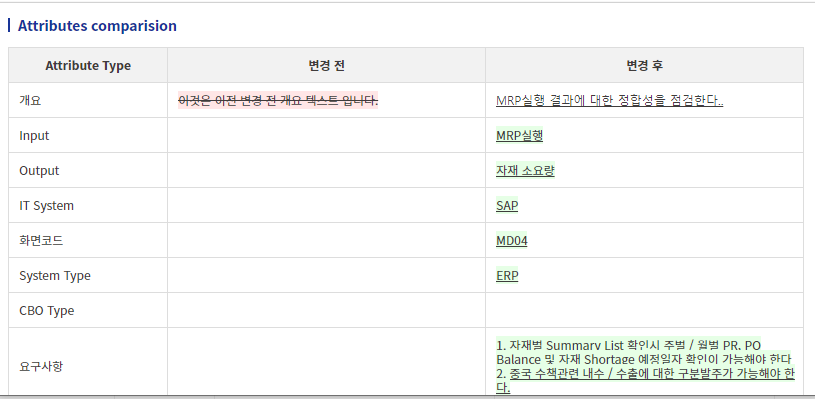 Attributes comparision
Attribute Type 변경 전 변경 후
개요 이것은 이전 변경 전 개요 텍스트 입니다. MRP실행 결과에 대한 정합성을 점검한다..
Input MRP실행
Output 자재 소요량
IT System SAP
화면코드 MD04
System Type ERP
CBO Type
요구사항 1. 자재별 Summary List 확인시 주별 / 월별 PR, PO
Balance 및 자재 Shortage 예정일자 확인이 가능해야 한다
2. 중국 수책관련 내수 / 수출에 대한 구분발주가 가능해야 한
다.